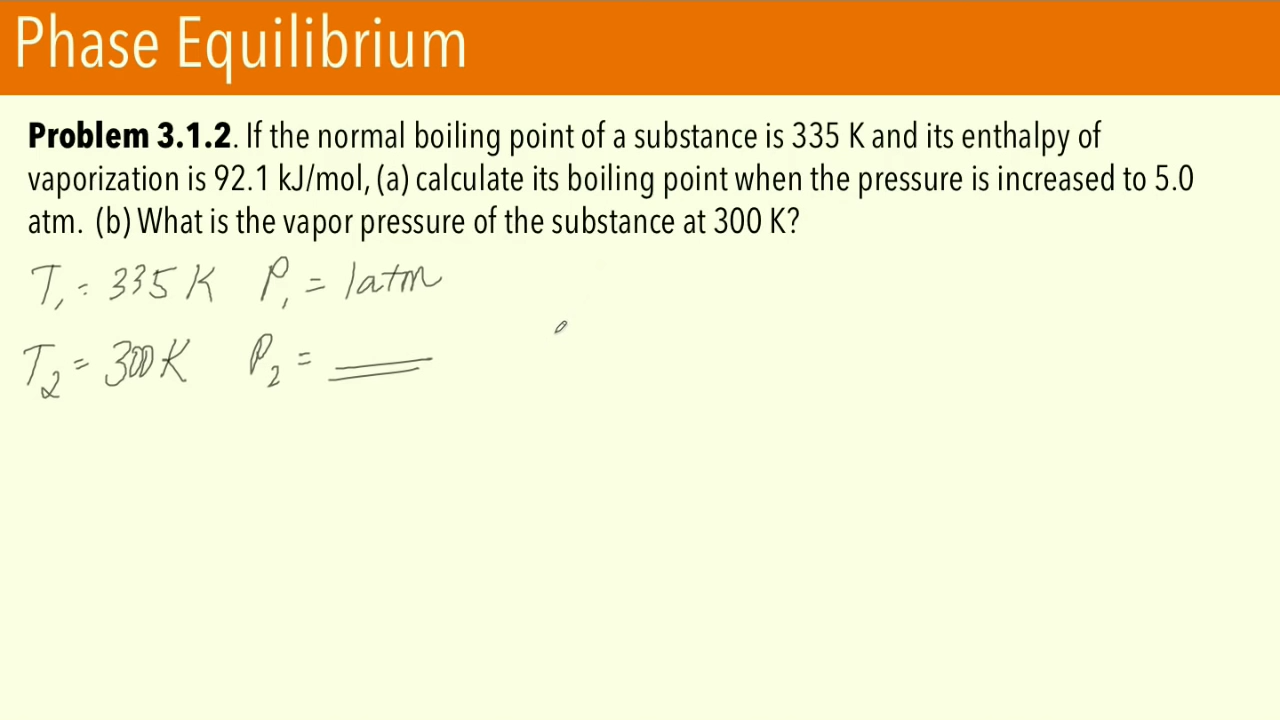 Phase Equilibrium
Problem 3.1.2. If the normal boiling point of a substance is 335 K and its enthalpy of
vaporization is 92.1 kJ/mol, (a) calculate its boiling point when the pressure is increased to 5.0
atm. (b) What is the vapor pressure of the substance at 300 K?
T₁ = 335 K P₁ = 1atm
T₂ = 300K P₂ = ____